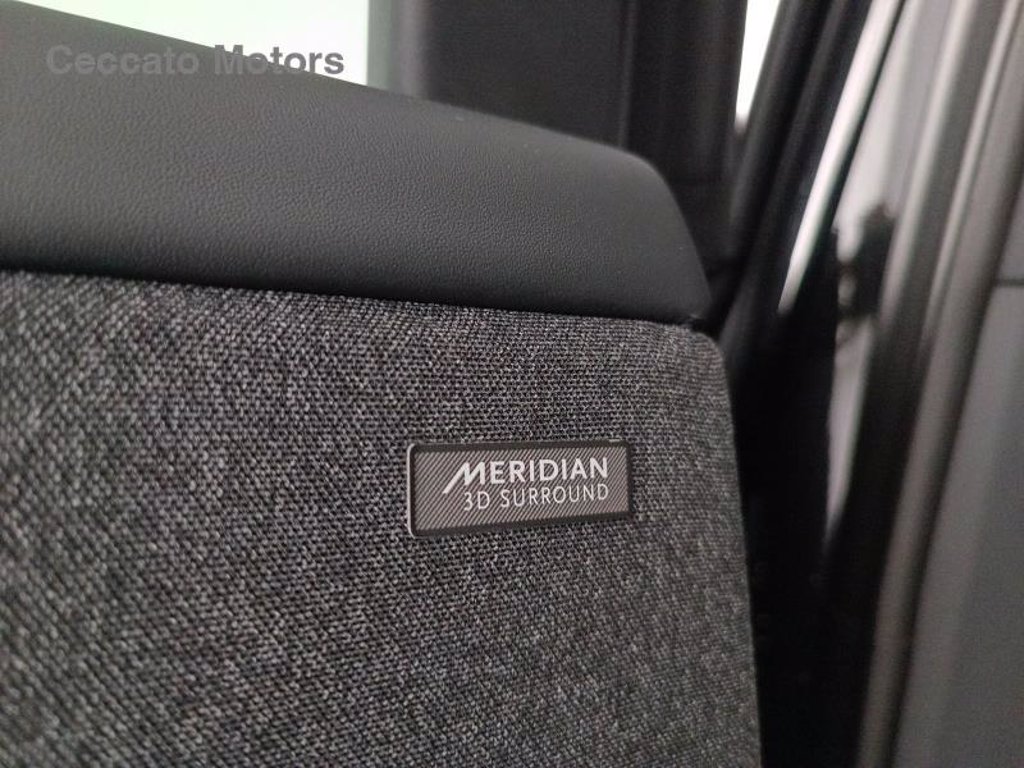 Ceccato Motors
MERIDIAN
3D SURROUND